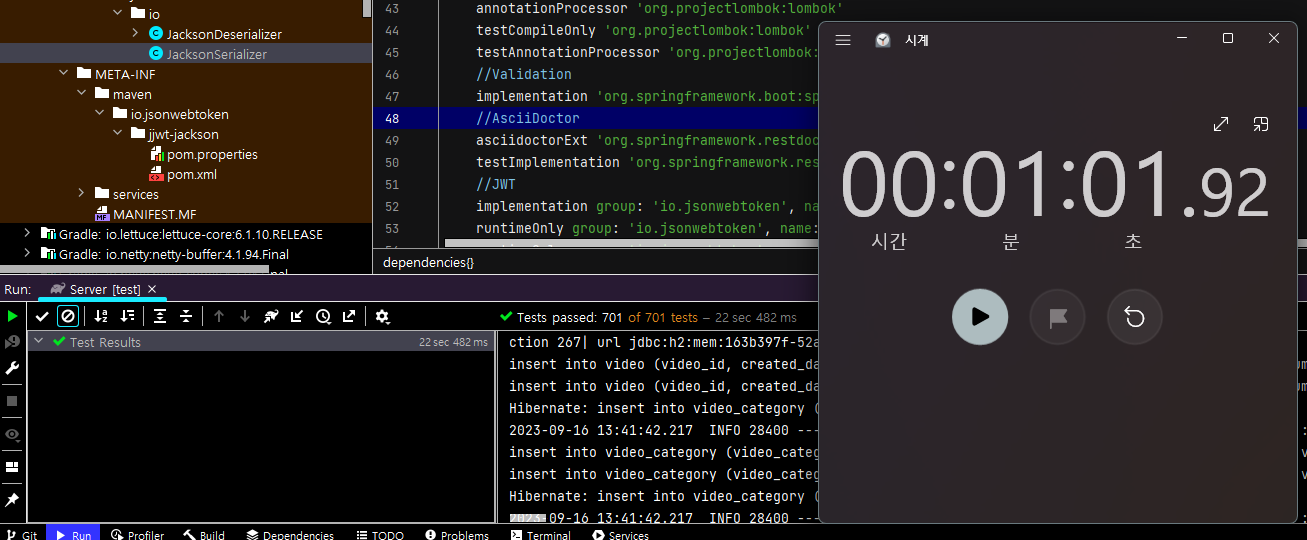 io
JacksonDeserializer
JacksonSerializer
META-INF
maven
io.jsonwebtoken
jjwt-jackson
pom.properties
pom.xml
services
MANIFEST.MF
Gradle: io.lettuce:lettuce-core:6.1.10.RELEASE
Gradle: io.netty:netty-buffer:4.1.94.Final
43 annotationProcessor 'org.projectlombok:lombok'
44 testCompileOnly 'org.projectlombok:lombok'
45 testAnnotationProcessor 'org.projectlombok:
46 //Validation
47 implementation 'org.springframework.boot:sp
48 //AsciiDoctor
49 asciidoctorExt 'org.springframework.restdoc
50 testImplementation 'org.springframework.res
51 //JWT
52 implementation group: 'io.jsonwebtoken', na
53 runtimeOnly group: 'io.jsonwebtoken', name:
dependencies{}
시계
00:01:01.92
시간 분 초
Run: Server [test]
Tests passed: 701 of 701 tests – 22 sec 482 ms
Test Results 22 sec 482 ms
ction 267| url jdbc:h2:mem:163b397f-52a
insert into video (video_id, created_da
insert into video (video_id, created_da
Hibernate: insert into video_category (
2023-09-16 13:41:42.217 INFO 28400 ---
insert into video_category (video_categ
insert into video_category (video_categ
Hibernate: insert into video_category (
2023-09-16 13:41:42.217 INFO 28400 ---
Git Run Profiler Build Dependencies TODO Problems Terminal Services